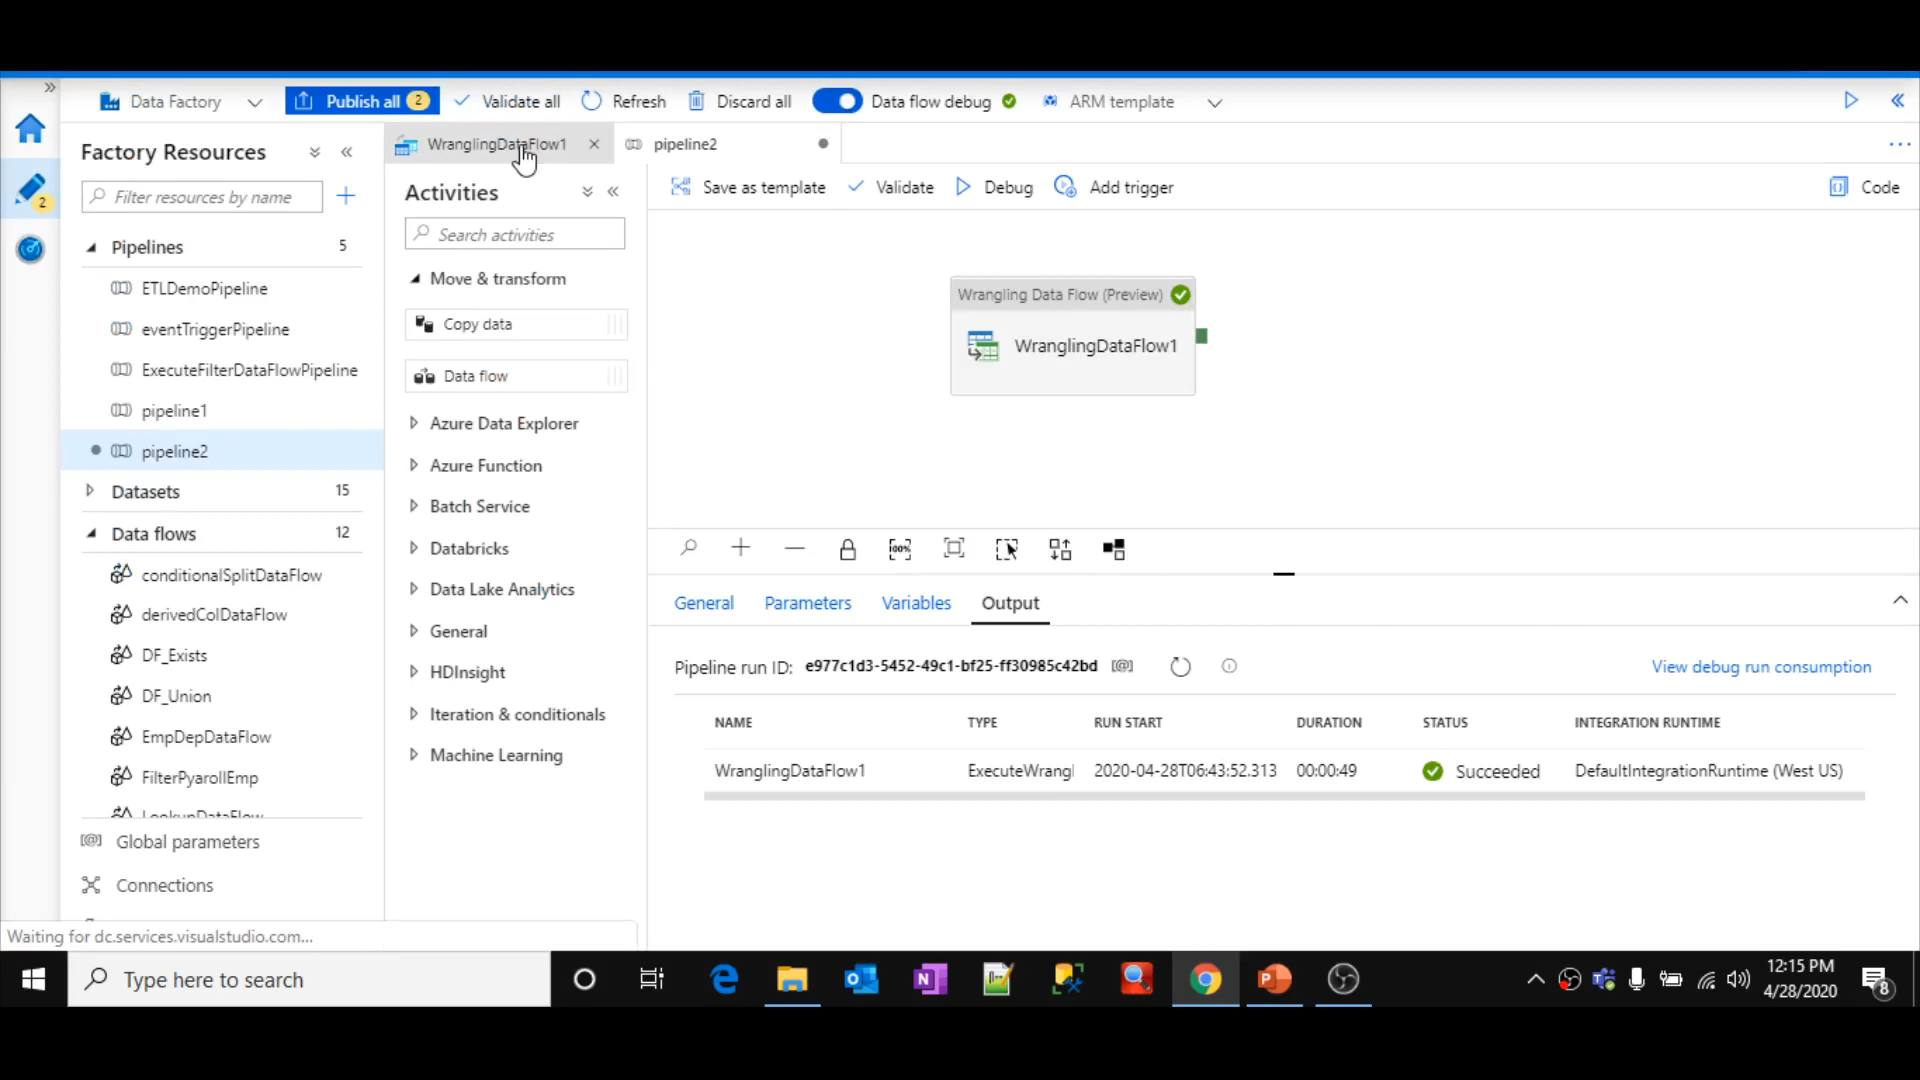 Data Factory
Publish all 2
Validate all
Refresh
Discard all
Data flow debug
ARM template
Factory Resources
WranglingDataFlow1
pipeline2
Filter resources by name
2
Pipelines 5
ETLDemoPipeline
eventTriggerPipeline
ExecuteFilterDataFlowPipeline
pipeline1
pipeline2
Datasets 15
Data flows 12
conditionalSplitDataFlow
derivedColDataFlow
DF_Exists
DF_Union
EmpDepDataFlow
FilterPyarollEmp
LookupDataFlow
Global parameters
Connections
Waiting for dc.services.visualstudio.com...
Activities
Search activities
Move & transform
Copy data
Data flow
Azure Data Explorer
Azure Function
Batch Service
Databricks
Data Lake Analytics
General
HDInsight
Iteration & conditionals
Machine Learning
Save as template
Validate
Debug
Add trigger
Code
Wrangling Data Flow (Preview)
WranglingDataFlow1
100%
General Parameters Variables Output
Pipeline run ID: e977c1d3-5452-49c1-bf25-ff30985c42bd [@]
View debug run consumption
NAME TYPE RUN START DURATION STATUS INTEGRATION RUNTIME
WranglingDataFlow1 ExecuteWrangl 2020-04-28T06:43:52.313 00:00:49 Succeeded DefaultIntegrationRuntime (West US)
Type here to search
12:15 PM
4/28/2020
8